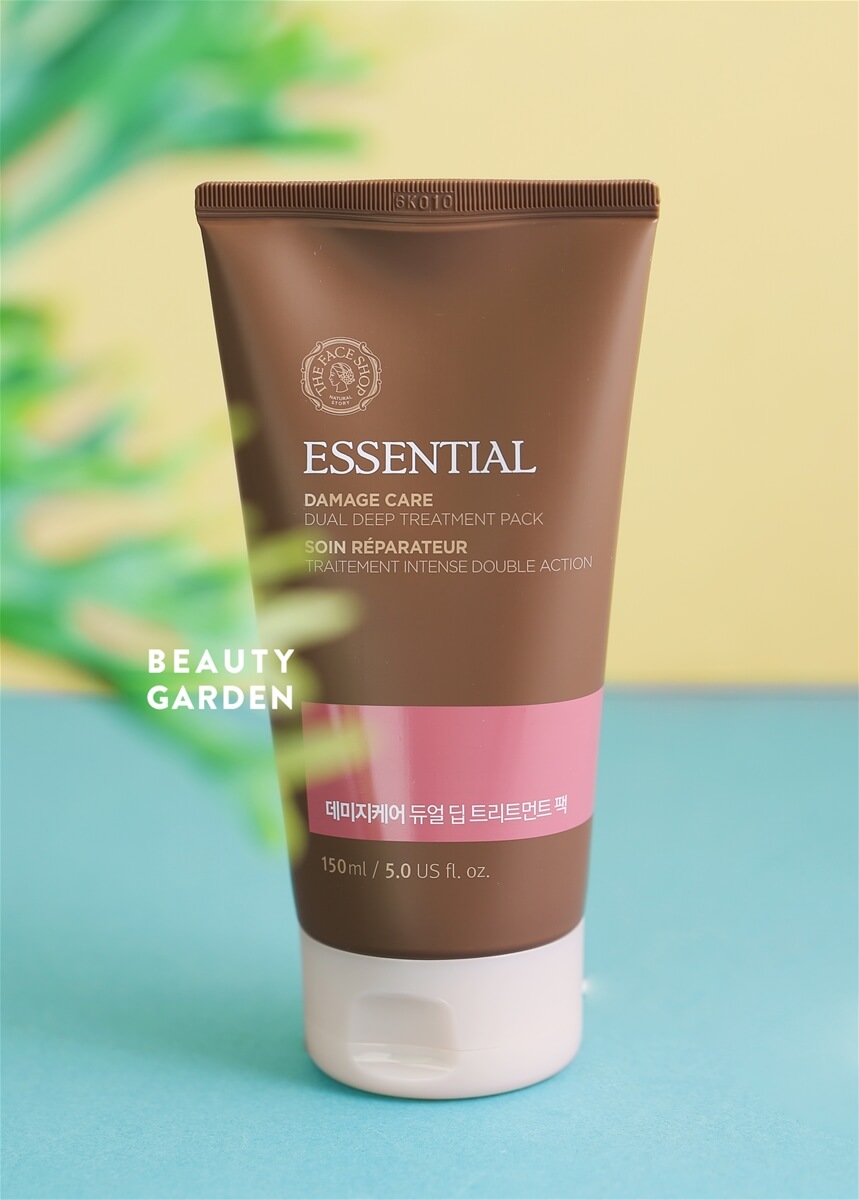 6K010
THE FACE SHOP
NATURAL
STORY
ESSENTIAL
DAMAGE CARE
DUAL DEEP TREATMENT PACK
SOIN RÉPARATEUR
TRAITEMENT INTENSE DOUBLE ACTION
BEAUTY
GARDEN
데미지케어 듀얼 딥 트리트먼트 팩
150ml / 5.0 US fl. oz.